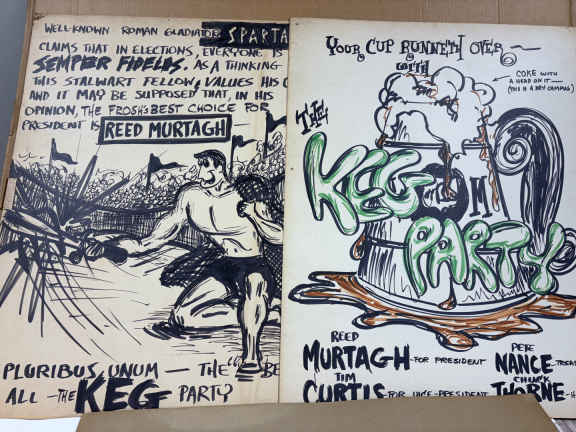 WELL-KNOWN ROMAN GLADIATOR, SPARTA
CLAIMS THAT IN ELECTIONS, EVERYONE IS
SEMPER FIDELIS. AS A THINKING
THIS STALWART FELLOW, VALUES HIS
AND IT MAY BE SUPPOSED THAT, IN HIS
OPINION, THE FROSH'S BEST CHOICE FOR
PRESIDENT IS REED MURTAGH
PLURIBUS UNUM — THE "BE
ALL — THE KEG PARTY?
YOUR CUP RUNNETH OVER —
WITH
COKE WITH
A HEAD ON IT
(THIS IS A DRY CAMPUS)
THE
KEG
PARTY
REED
MURTAGH - FOR PRESIDENT
TIM
CURTIS - FOR VICE-PRESIDENT
PETE
NANCE - TREAS
CHUCK
THORNE - H